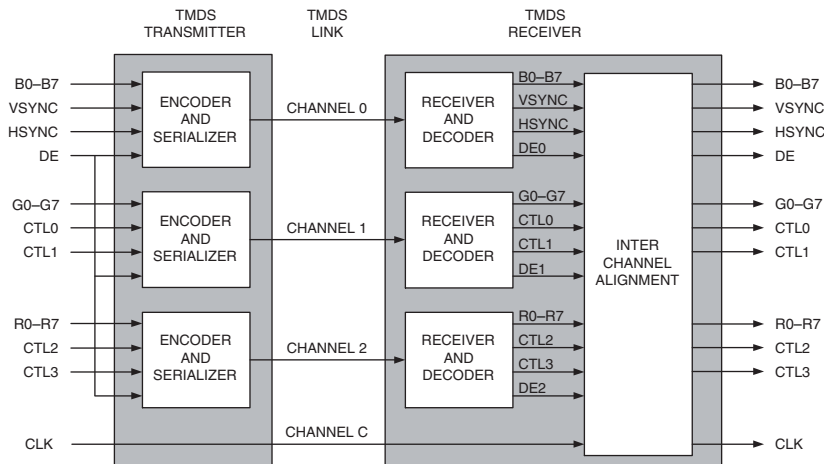 TMDS
TRANSMITTER
TMDS
LINK
TMDS
RECEIVER
B0–B7
VSYNC
HSYNC
DE
ENCODER
AND
SERIALIZER
CHANNEL 0
RECEIVER
AND
DECODER
B0–B7
VSYNC
HSYNC
DE0
B0–B7
VSYNC
HSYNC
DE
G0–G7
CTL0
CTL1
ENCODER
AND
SERIALIZER
CHANNEL 1
RECEIVER
AND
DECODER
G0–G7
CTL0
CTL1
DE1
INTER
CHANNEL
ALIGNMENT
G0–G7
CTL0
CTL1
R0–R7
CTL2
CTL3
ENCODER
AND
SERIALIZER
CHANNEL 2
RECEIVER
AND
DECODER
R0–R7
CTL2
CTL3
DE2
R0–R7
CTL2
CTL3
CLK
CHANNEL C
CLK